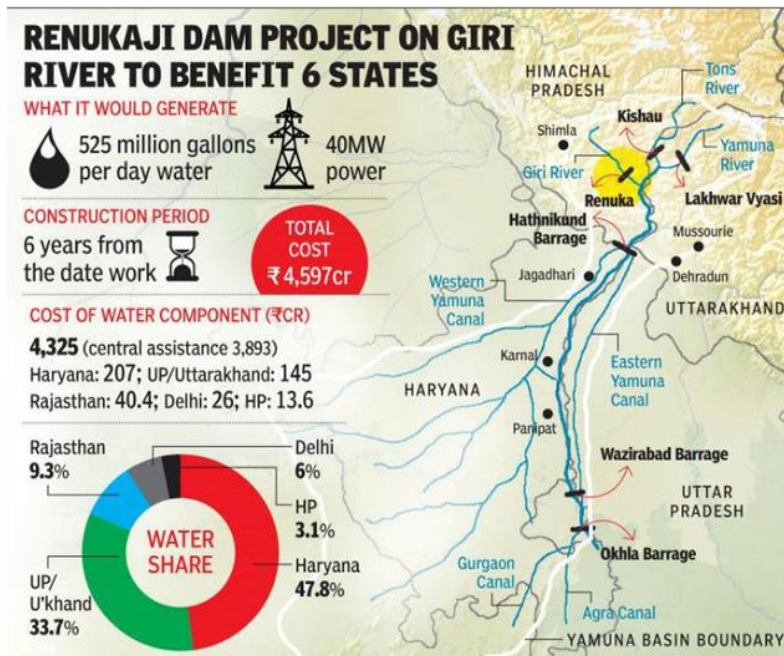 RENUKAJI DAM PROJECT ON GIRI
RIVER TO BENEFIT 6 STATES
WHAT IT WOULD GENERATE
525 million gallons
per day water
40MW
power
CONSTRUCTION PERIOD
6 years from
the date work
TOTAL
COST
₹4,597cr
COST OF WATER COMPONENT (₹CR)
4,325 (central assistance 3,893)
Haryana: 207; UP/Uttarakhand: 145
Rajasthan: 40.4; Delhi: 26; HP: 13.6
Rajasthan
9.3%
Delhi
6%
HP
3.1%
Haryana
47.8%
UP/
U'khand
33.7%
WATER
SHARE
HIMACHAL
PRADESH
Tons
River
Kishau
Shimla
Yamuna
River
Giri River
Renuka
Lakhwar Vyasi
Hathnikund
Barrage
Mussourie
Jagadhari
Dehradun
Western
Yamuna
Canal
UTTARAKHAND
Karnal
Eastern
Yamuna
Canal
HARYANA
Panipat
Wazirabad Barrage
UTTAR
PRADESH
Okhla Barrage
Gurgaon
Canal
Agra Canal
YAMUNA BASIN BOUNDARY